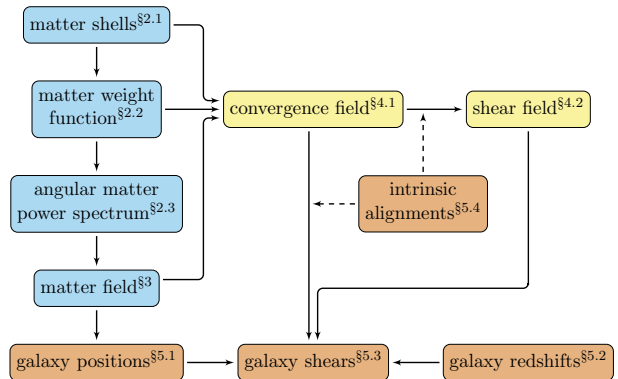 matter shells§2.1
matter weight
function§2.2
convergence field§4.1
shear field§4.2
angular matter
power spectrum§2.3
intrinsic
alignments§5.4
matter field§3
galaxy positions§5.1
galaxy shears§5.3
galaxy redshifts§5.2